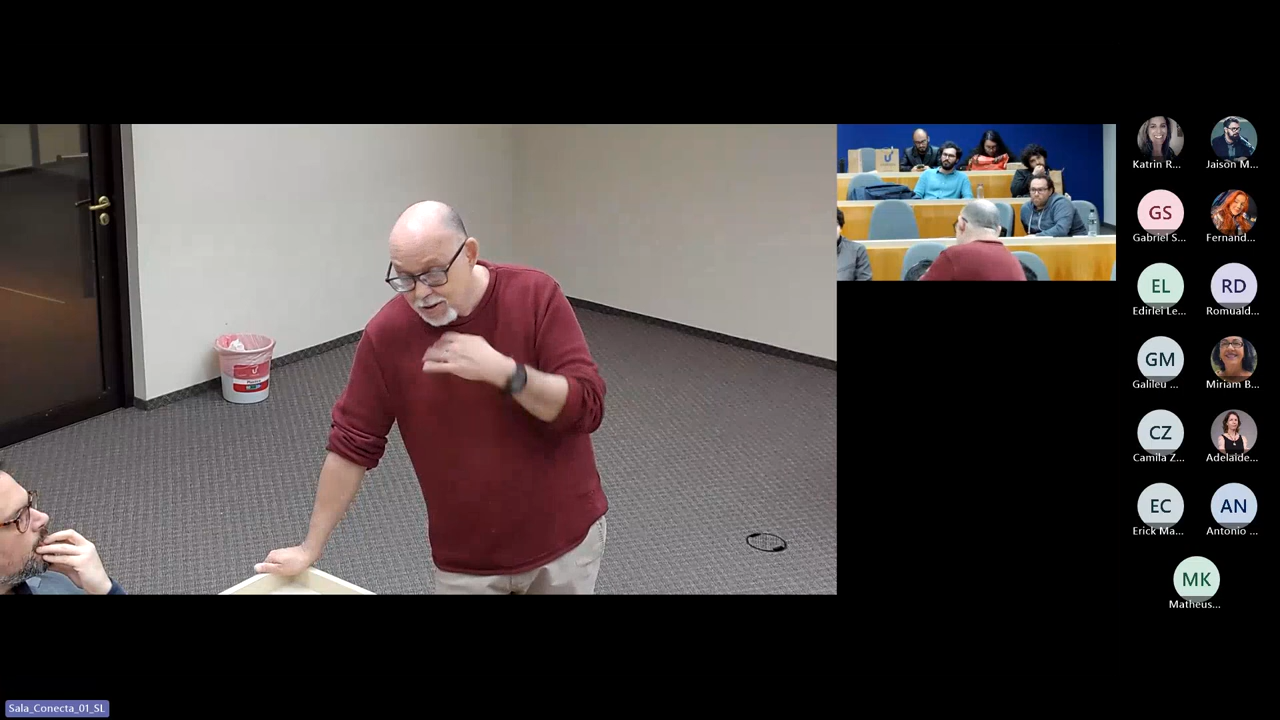 Katrin R...
Jaison M...
GS
Gabriel S...
Fernand...
EL
RD
Edirlei Le...
Romuald...
GM
Galileu ...
Miriam B...
CZ
Camila Z...
Adelaide...
EC
AN
Erick Ma...
Antonio ...
MK
Matheus...
Sala_Conecta_01_SL